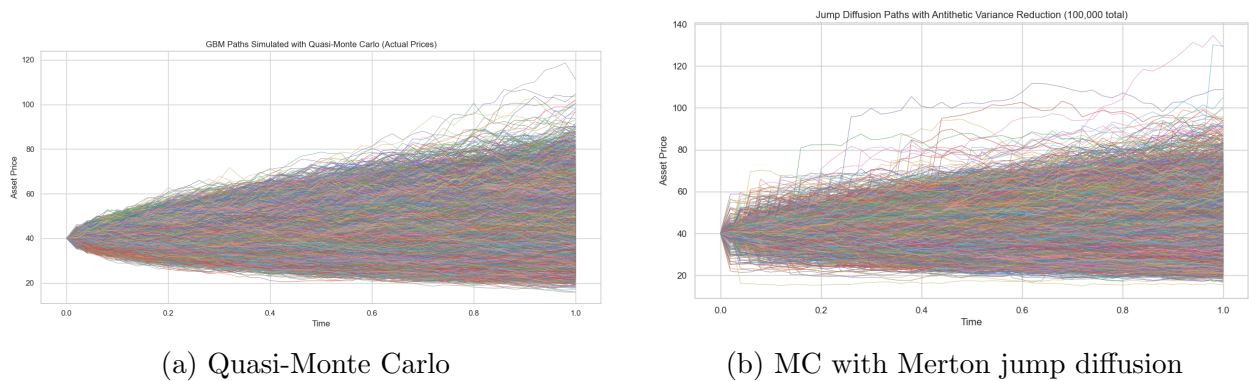 GBM Paths Simulated with Quasi-Monte Carlo (Actual Prices)
120
100
80
60
40
20
Asset Price
0.0 0.2 0.4 0.6 0.8 1.0
Time
(a) Quasi-Monte Carlo
Jump Diffusion Paths with Antithetic Variance Reduction (100,000 total)
140
120
100
80
60
40
20
Asset Price
0.0 0.2 0.4 0.6 0.8 1.0
Time
(b) MC with Merton jump diffusion